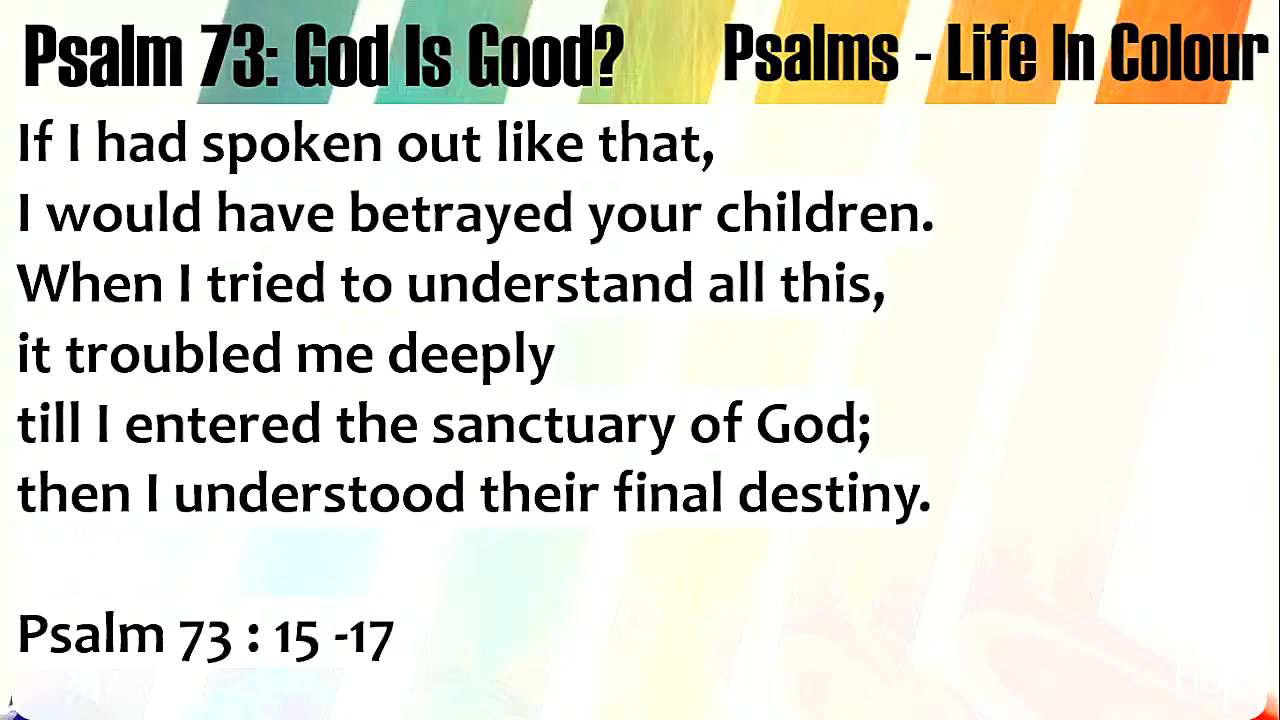 Psalm 73: God Is Good?
Psalms - Life In Colour
If I had spoken out like that,
I would have betrayed your children.
When I tried to understand all this,
it troubled me deeply
till I entered the sanctuary of God;
then I understood their final destiny.
Psalm 73 : 15 -17